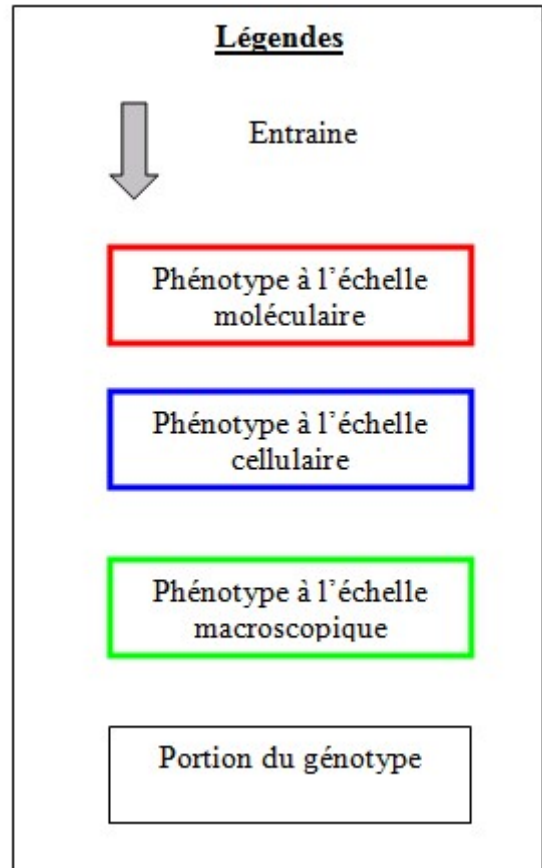 Légendes
Entraine
Phénotype à l'échelle
moléculaire
Phénotype à l'échelle
cellulaire
Phénotype à l'échelle
macroscopique
Portion du génotype